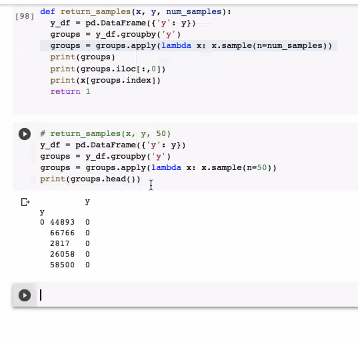 [98] def return_samples(x, y, num_samples):
y_df = pd.DataFrame({'y': y})
groups = y_df.groupby('y')
groups = groups.apply(lambda x: x.sample(n=num_samples))
print(groups)
print(groups.iloc[:,0])
print(x[groups.index])
return 1
# return_samples(x, y, 50)
y_df = pd.DataFrame({'y': y})
groups = y_df.groupby('y')
groups = groups.apply(lambda x: x.sample(n=50))
print(groups.head())
y
y
0 44893 0
66766 0
2817 0
26058 0
58500 0